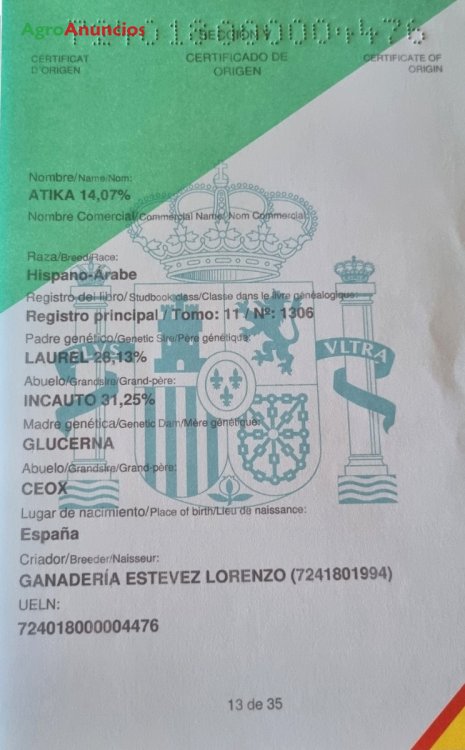 AgroAnuncios
SECCIÓN V
CERTIFICAT D'ORIGEN
CERTIFICADO DE ORIGEN
CERTIFICATE OF ORIGIN
Nombre/Name/Nom:
ATIKA 14,07%
Nombre Comercial/Commercial Name/ Nom Commercial:
Raza/Breed/Race:
Hispano-Árabe
Registro del libro/Studbook class/Classe dans le livre généalogique:
Registro principal / Tomo: 11 / Nº: 1306
Padre genético/Genetic Sire/Père génétique:
LAUREL 28,13%
Abuelo/Grandsire/Grand-père:
INCAUTO 31,25%
Madre genética/Genetic Dam/Mère génétique:
GLUCERNA
Abuelo/Grandsire/Grand-père:
CEOX
VLTRA
Lugar de nacimiento/Place of birth/Lieu de naissance:
España
Criador/Breeder/Naisseur:
GANADERÍA ESTEVEZ LORENZO (7241801994)
UELN:
724018000004476
13 de 35